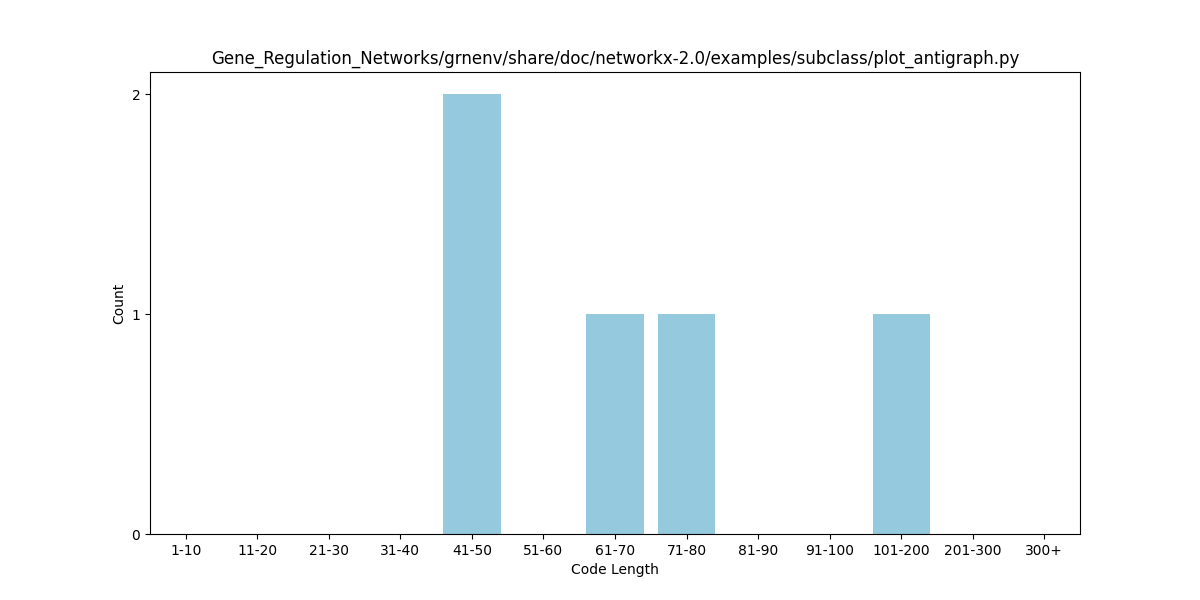 Gene_Regulation_Networks/grnenv/share/doc/networkx-2.0/examples/subclass/plot_antigraph.py
2
1
0
Count
1-10 11-20 21-30 31-40 41-50 51-60 61-70 71-80 81-90 91-100 101-200 201-300 300+
Code Length